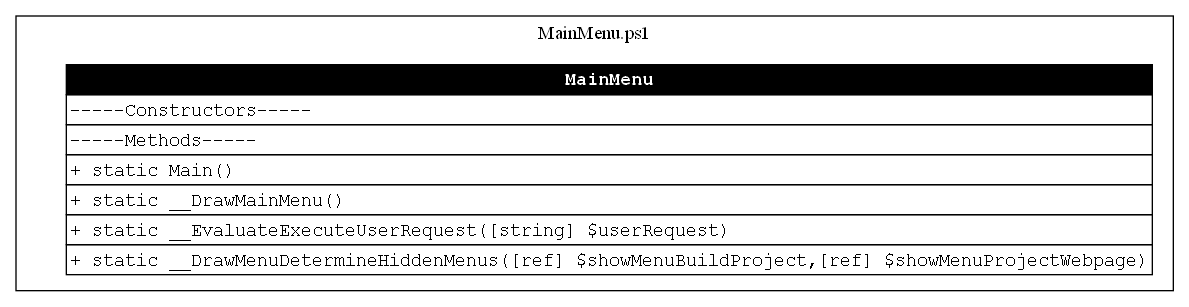 MainMenu.ps1
MainMenu
-----Constructors-----
-----Methods-----
+ static Main()
+ static __DrawMainMenu()
+ static __EvaluateExecuteUserRequest([string] $userRequest)
+ static __DrawMenuDetermineHiddenMenus([ref] $showMenuBuildProject,[ref] $showMenuProjectWebpage)